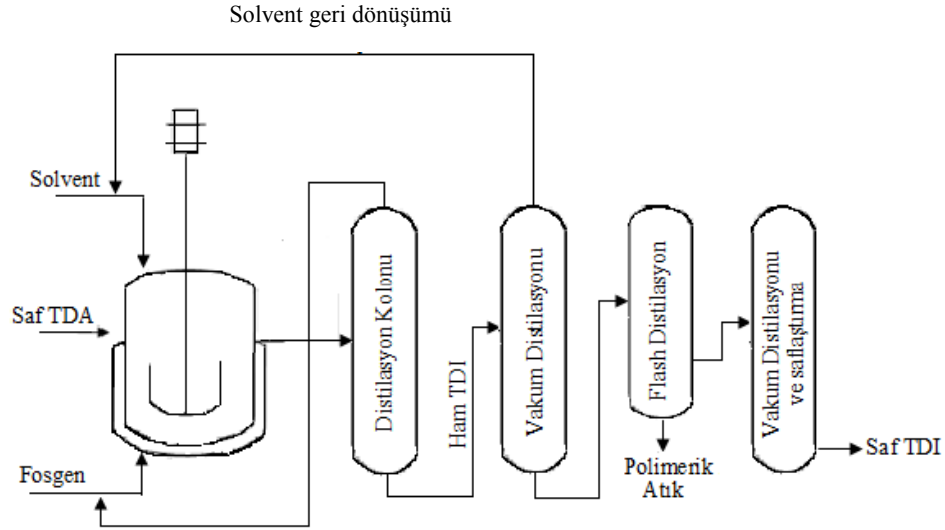 Solvent geri dönüşümü
Solvent
Saf TDA
Fosgen
Distilasyon Kolonu
Ham TDI
Vakum Distilasyonu
Flash Distilasyon
Polimerik
Atık
Vakum Distilasyonu
ve saflaştırma
Saf TDI